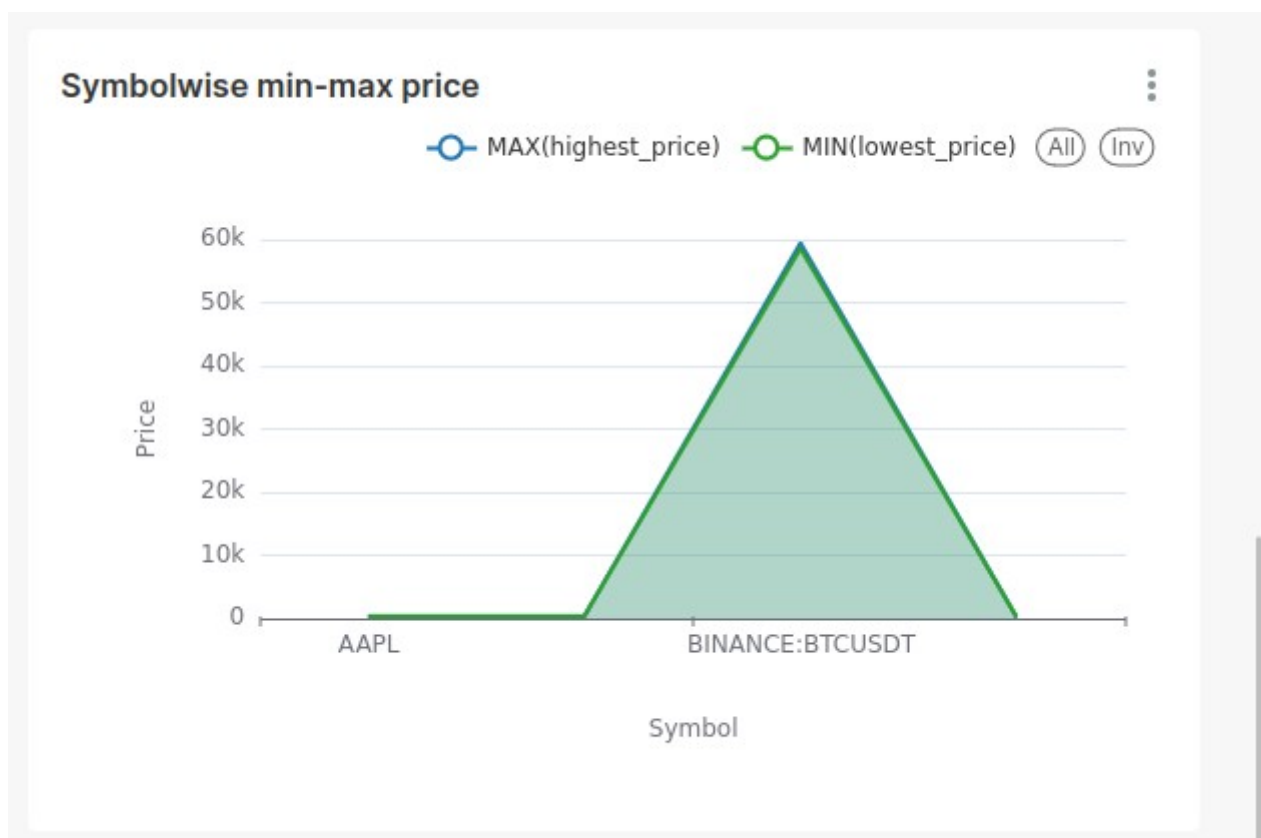 Symbolwise min-max price
MAX(highest_price) MIN(lowest_price) All Inv
60k
50k
40k
30k
20k
10k
0
Price
AAPL BINANCE:BTCUSDT
Symbol